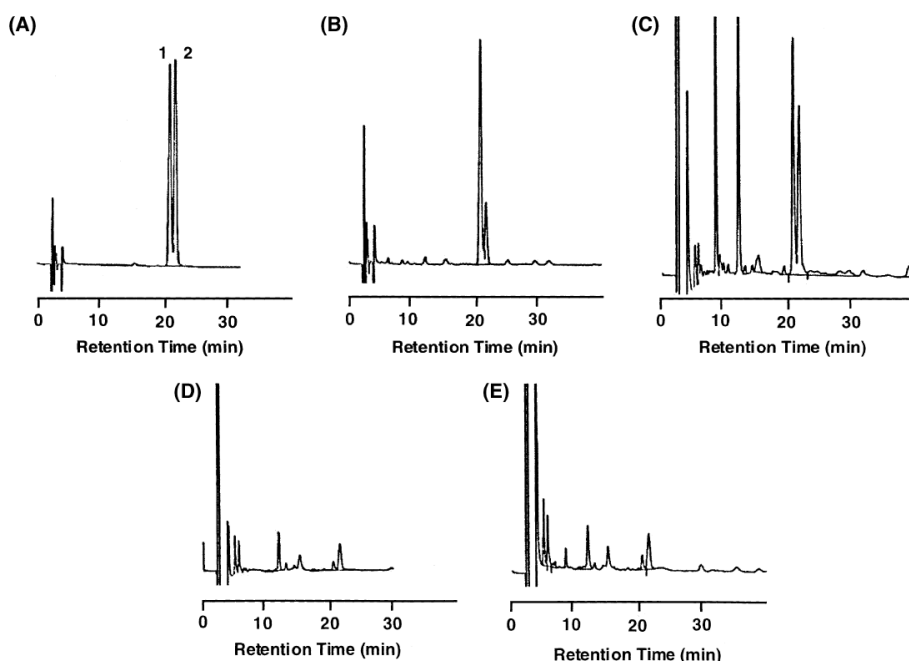 (A)
1 2
0 10 20 30
Retention Time (min)
(B)
0 10 20 30
Retention Time (min)
(C)
0 10 20 30
Retention Time (min)
(D)
0 10 20 30
Retention Time (min)
(E)
0 10 20 30
Retention Time (min)